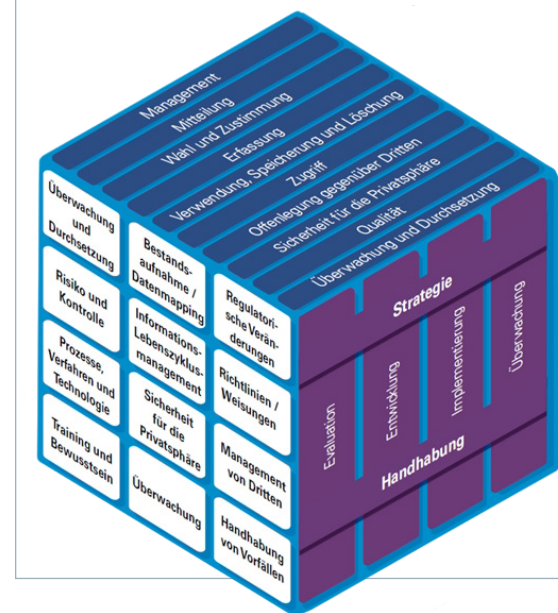 Management
Mitteilung
Wahl und Zustimmung
Erfassung
Verwendung, Speicherung und Löschung
Zugriff
Offenlegung gegenüber Dritten
Sicherheit für die Privatsphäre
Qualität
Überwachung und Durchsetzung
Überwachung
und
Durchsetzung
Bestands-
aufnahme /
Datenmapping
Regulatori-
sche Verän-
derungen
Risiko und
Kontrolle
Informations-
Lebenszyklus-
management
Richtlinien /
Weisungen
Prozesse,
Verfahren und
Technologie
Sicherheit
für die
Privatsphäre
Management
von Dritten
Training und
Bewusstsein
Überwachung
Handhabung
von Vorfällen
Strategie
Evaluation
Entwicklung
Implementierung
Überwachung
Handhabung